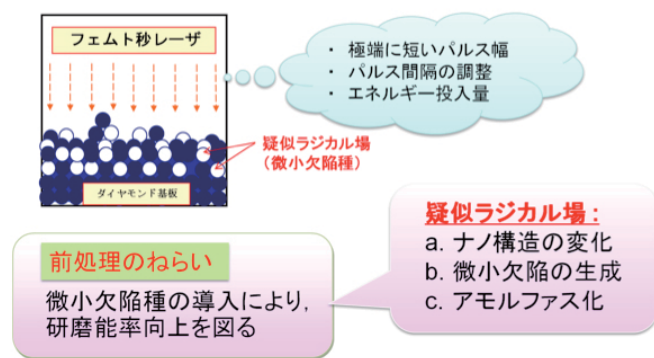 フェムト秒レーザ
・ 極端に短いパルス幅
・ パルス間隔の調整
・ エネルギー投入量
疑似ラジカル場
（微小欠陥種）
ダイヤモンド基板
疑似ラジカル場 :
a. ナノ構造の変化
b. 微小欠陥の生成
c. アモルファス化
前処理のねらい
微小欠陥種の導入により,
研磨能率向上を図る